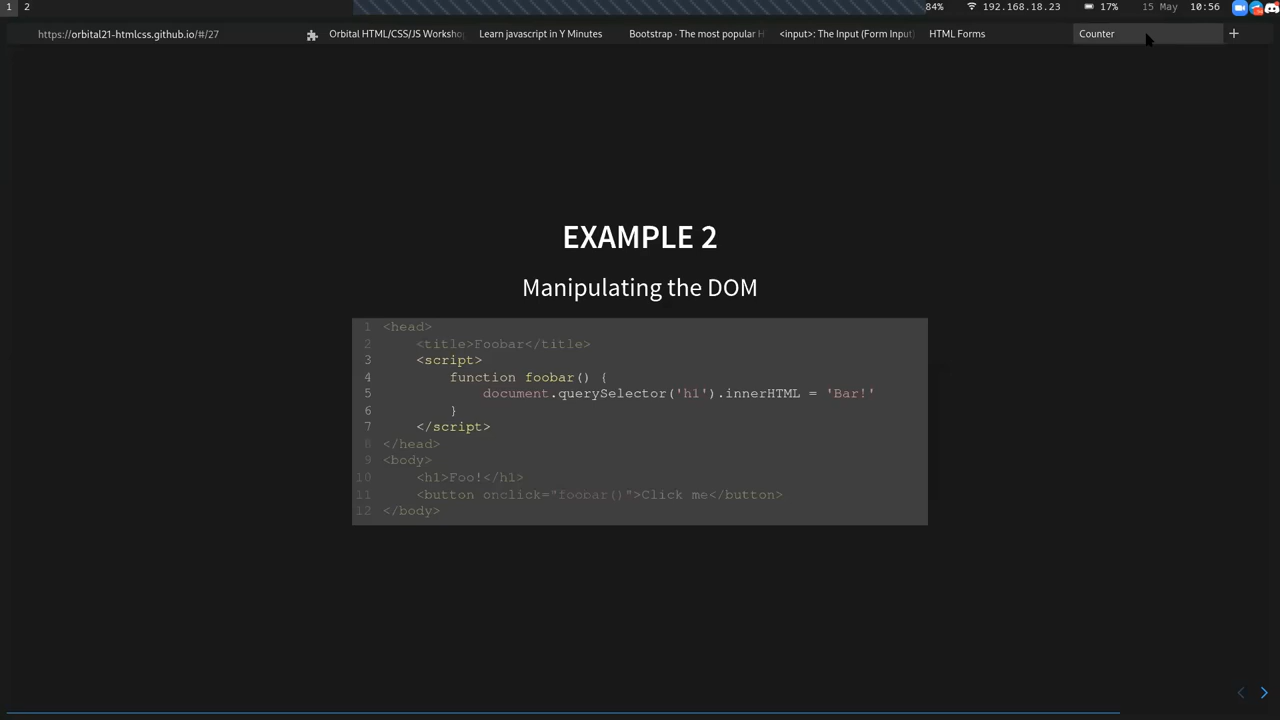 1 2 84% 192.168.18.23 17% 15 May 10:56
https://orbital21-htmlcss.github.io/#/27 Orbital HTML/CSS/JS Worksho Learn javascript in Y Minutes Bootstrap · The most popular H <input>: The Input (Form Input) HTML Forms Counter +
EXAMPLE 2
Manipulating the DOM
1 <head>
2 <title>Foobar</title>
3 <script>
4 function foobar() {
5 document.querySelector('h1').innerHTML = 'Bar!'
6 }
7 </script>
8 </head>
9 <body>
10 <h1>Foo!</h1>
11 <button onclick="foobar()">Click me</button>
12 </body>